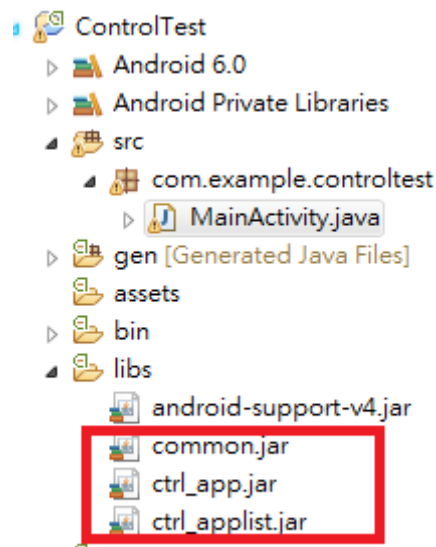 ControlTest
Android 6.0
Android Private Libraries
src
com.example.controltest
MainActivity.java
gen [Generated Java Files]
assets
bin
libs
android-support-v4.jar
common.jar
ctrl_app.jar
ctrl_applist.jar